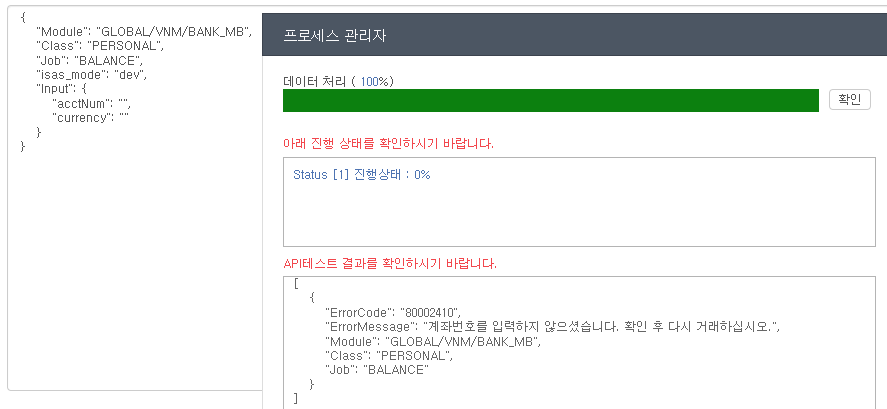 {
"Module": "GLOBAL/VNM/BANK_MB",
"Class": "PERSONAL",
"Job": "BALANCE",
"isas_mode": "dev",
"Input": {
"acctNum": "",
"currency": ""
}
}
프로세스 관리자
데이터 처리 ( 100%)
확인
아래 진행 상태를 확인하시기 바랍니다.
Status [1] 진행상태 : 0%
API테스트 결과를 확인하시기 바랍니다.
[
{
"ErrorCode": "80002410",
"ErrorMessage": "계좌번호를 입력하지 않으셨습니다. 확인 후 다시 거래하십시오.",
"Module": "GLOBAL/VNM/BANK_MB",
"Class": "PERSONAL",
"Job": "BALANCE"
}
]